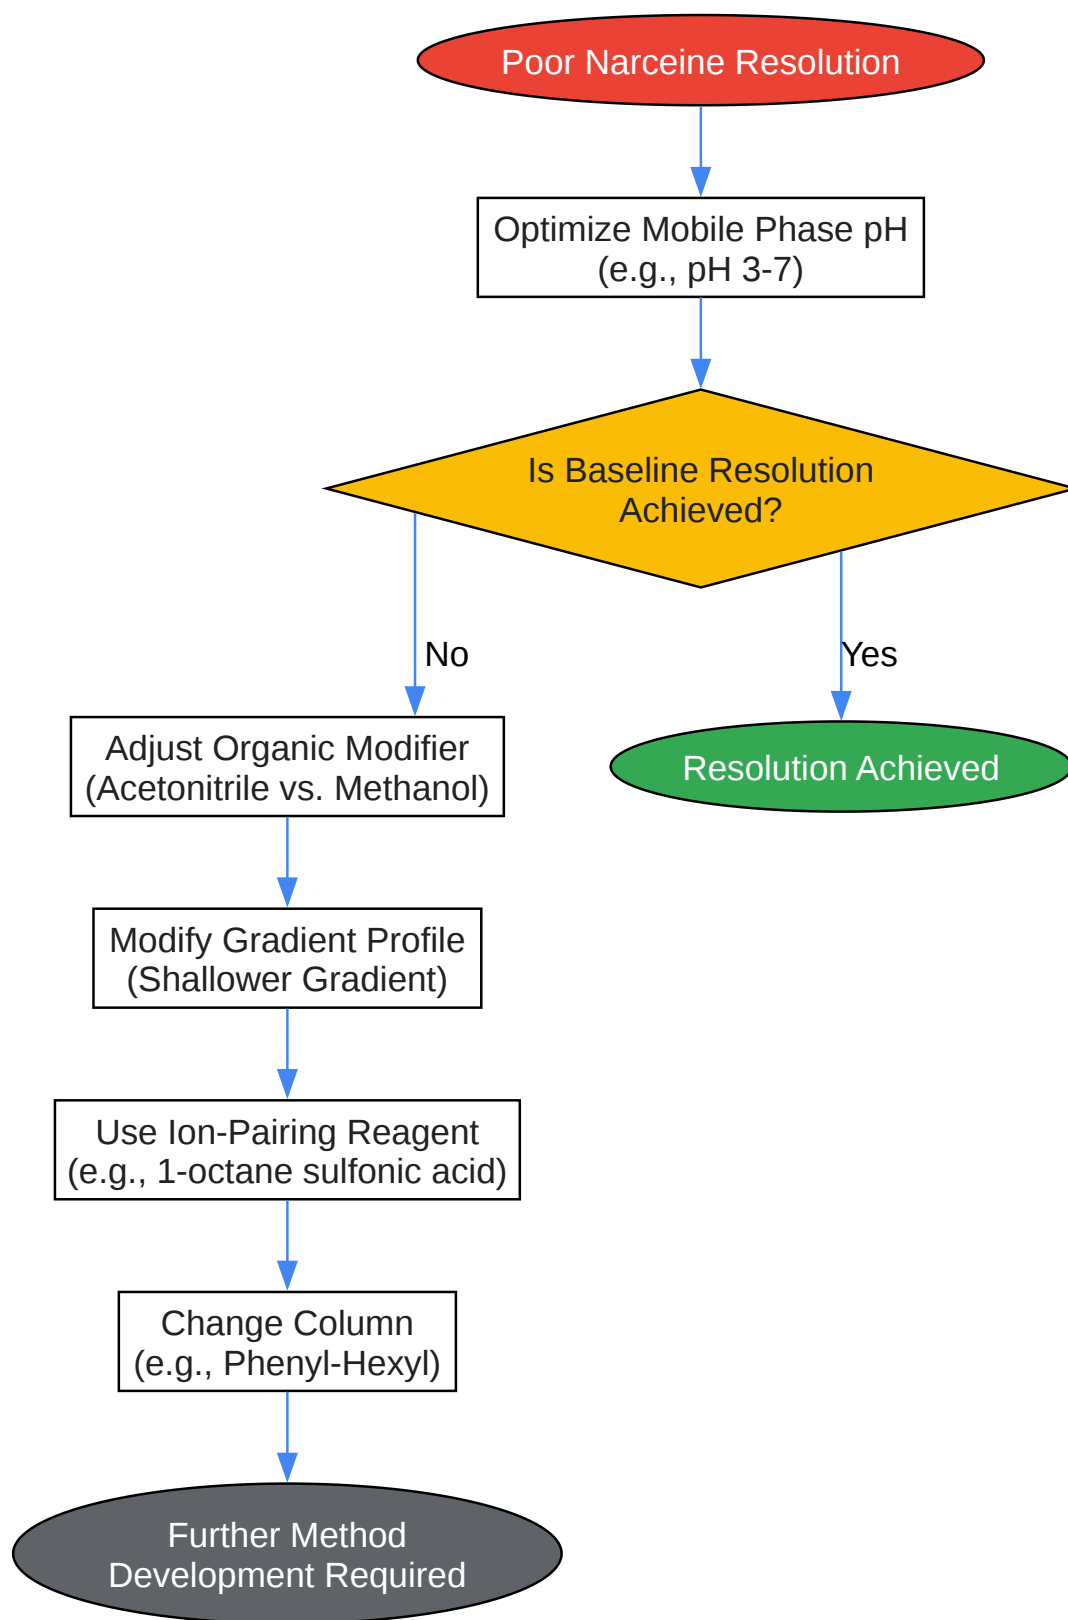 Poor Narceine Resolution
Optimize Mobile Phase pH
(e.g., pH 3-7)
Is Baseline Resolution
Achieved?
No
Yes
Adjust Organic Modifier
(Acetonitrile vs. Methanol)
Resolution Achieved
Modify Gradient Profile
(Shallower Gradient)
Use Ion-Pairing Reagent
(e.g., 1-octane sulfonic acid)
Change Column
(e.g., Phenyl-Hexyl)
Further Method
Development Required